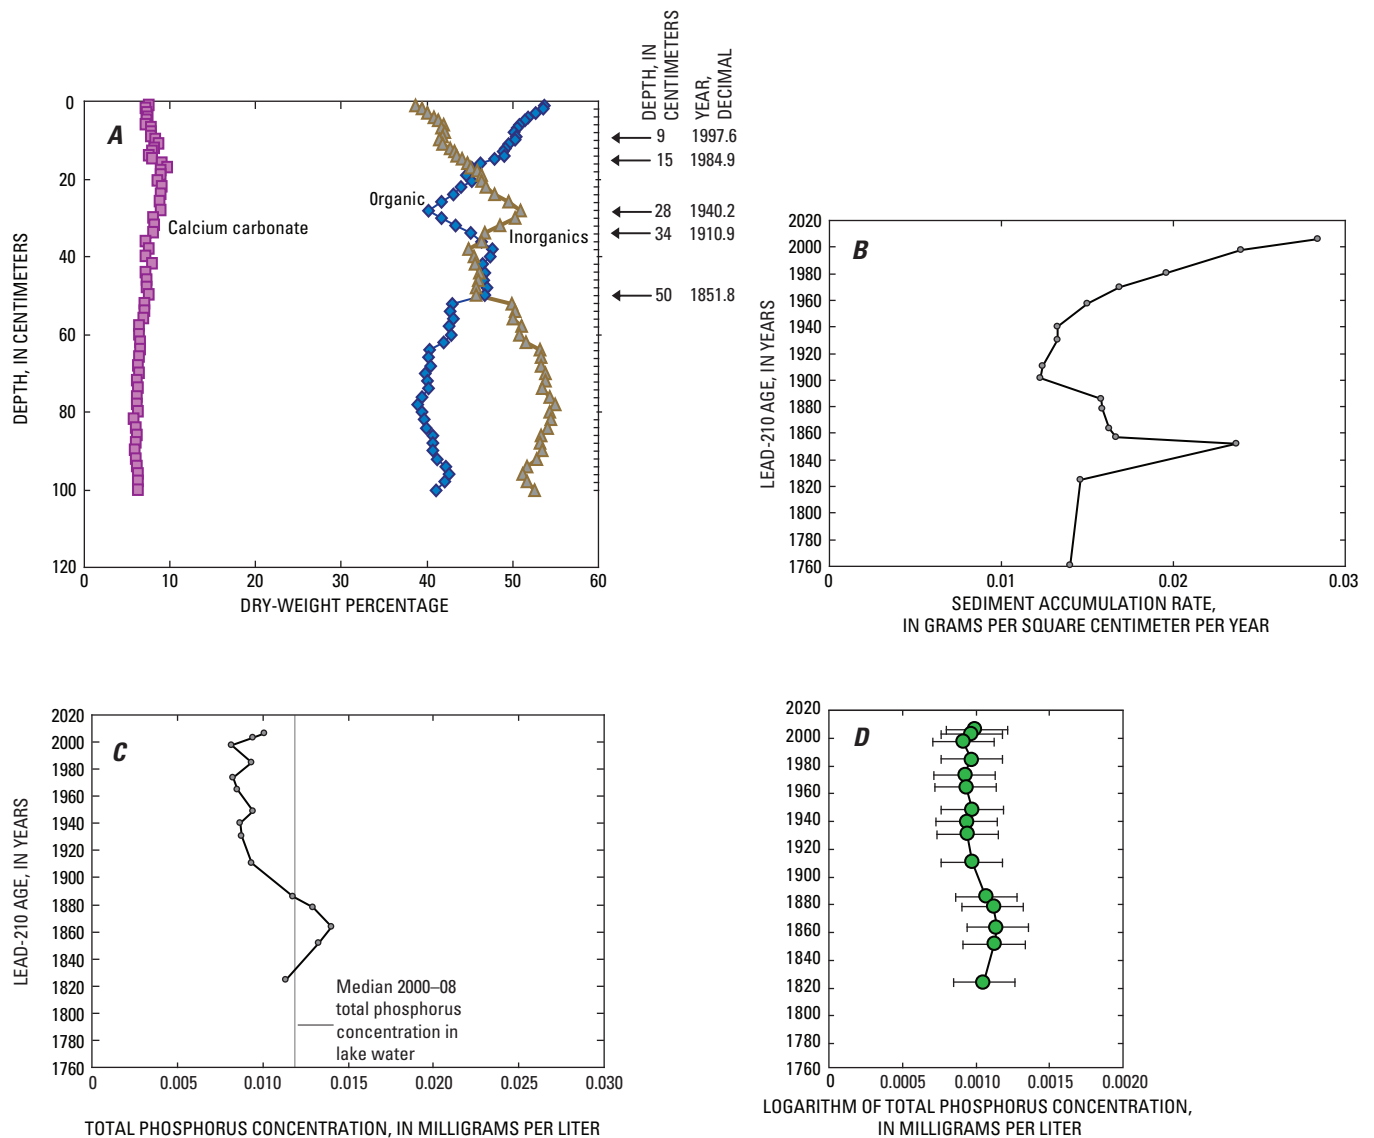 DEPTH, IN
CENTIMETERS
YEAR,
DECIMAL
A
0
20
40
60
80
100
120
DEPTH, IN CENTIMETERS
0 10 20 30 40 50 60
DRY-WEIGHT PERCENTAGE
Calcium carbonate
Organic
Inorganics
9 1997.6
15 1984.9
28 1940.2
34 1910.9
50 1851.8
B
2020
2000
1980
1960
1940
1920
1900
1880
1860
1840
1820
1800
1780
1760
LEAD-210 AGE, IN YEARS
0 0.01 0.02 0.03
SEDIMENT ACCUMULATION RATE,
IN GRAMS PER SQUARE CENTIMETER PER YEAR
C
2020
2000
1980
1960
1940
1920
1900
1880
1860
1840
1820
1800
1780
1760
LEAD-210 AGE, IN YEARS
Median 2000–08
total phosphorus
concentration in
lake water
0 0.005 0.010 0.015 0.020 0.025 0.030
TOTAL PHOSPHORUS CONCENTRATION, IN MILLIGRAMS PER LITER
D
2020
2000
1980
1960
1940
1920
1900
1880
1860
1840
1820
1800
1780
1760
0 0.0005 0.0010 0.0015 0.0020
LOGARITHM OF TOTAL PHOSPHORUS CONCENTRATION,
IN MILLIGRAMS PER LITER